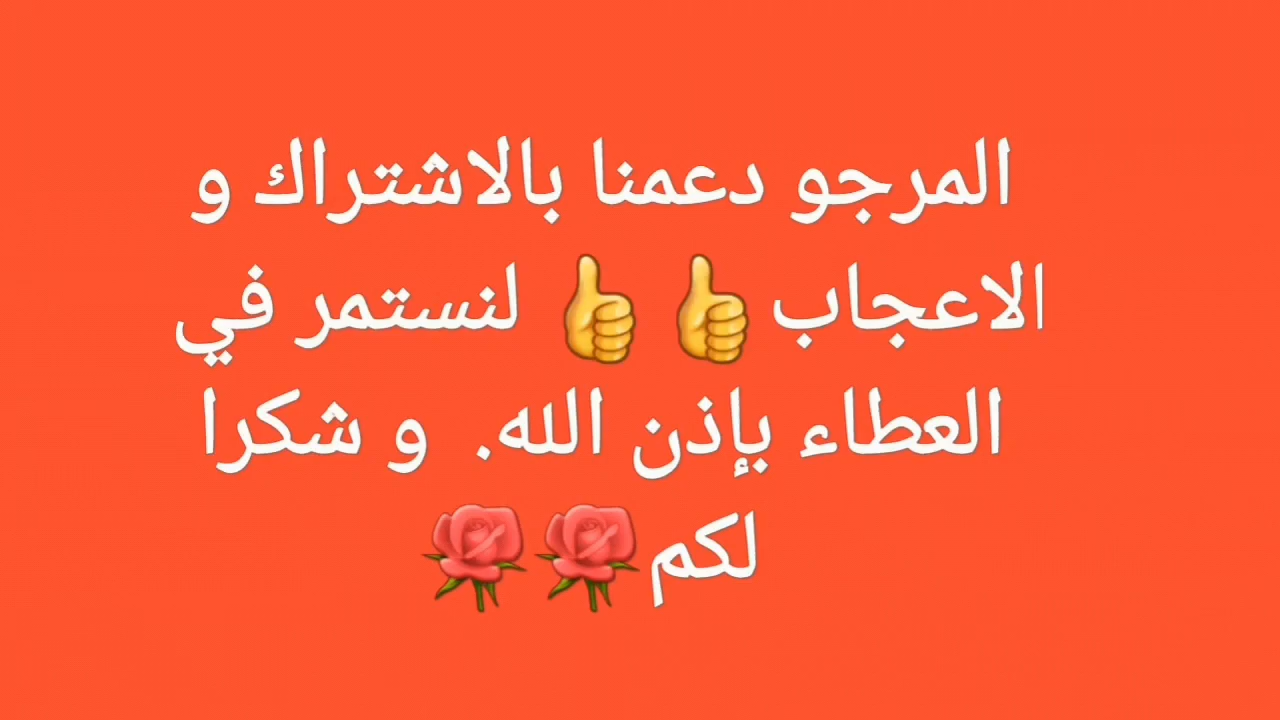 المرجو دعمنا بالاشتراك و
الاعجاب 👍 👍 لنستمر في
العطاء بإذن الله. و شكرا
لكم 🌹🌹